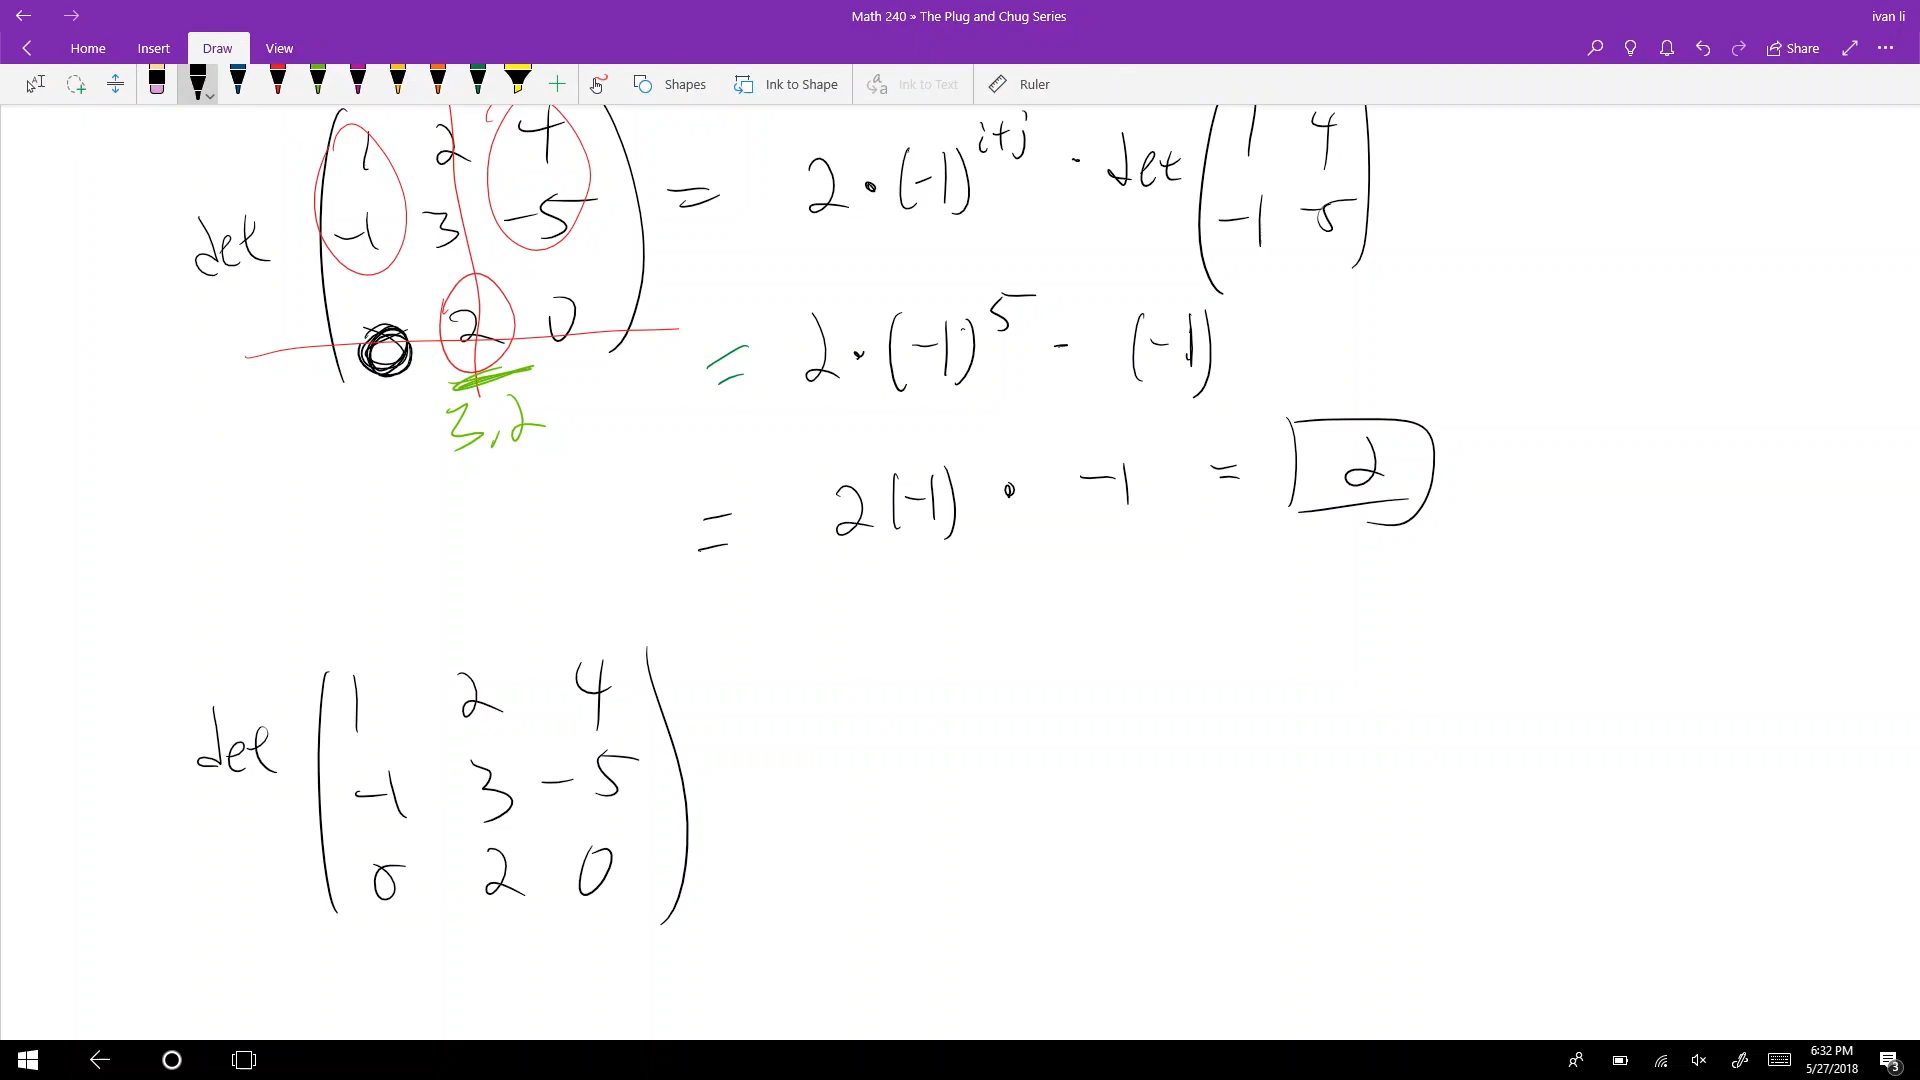 Math 240 » The Plug and Chug Series
ivan li
Home Insert Draw View
Share
Shapes Ink to Shape Ink to Text Ruler
1 2 4
-1 3 -5
2 0
det = 2 · (-1)^{i+j} · det
1 4
-1 -5
3,2
= 2 · (-1)^5 - (-1)
= 2(-1) · -1 = 2
det
1 2 4
-1 3 -5
0 2 0
6:32 PM
5/27/2018
3